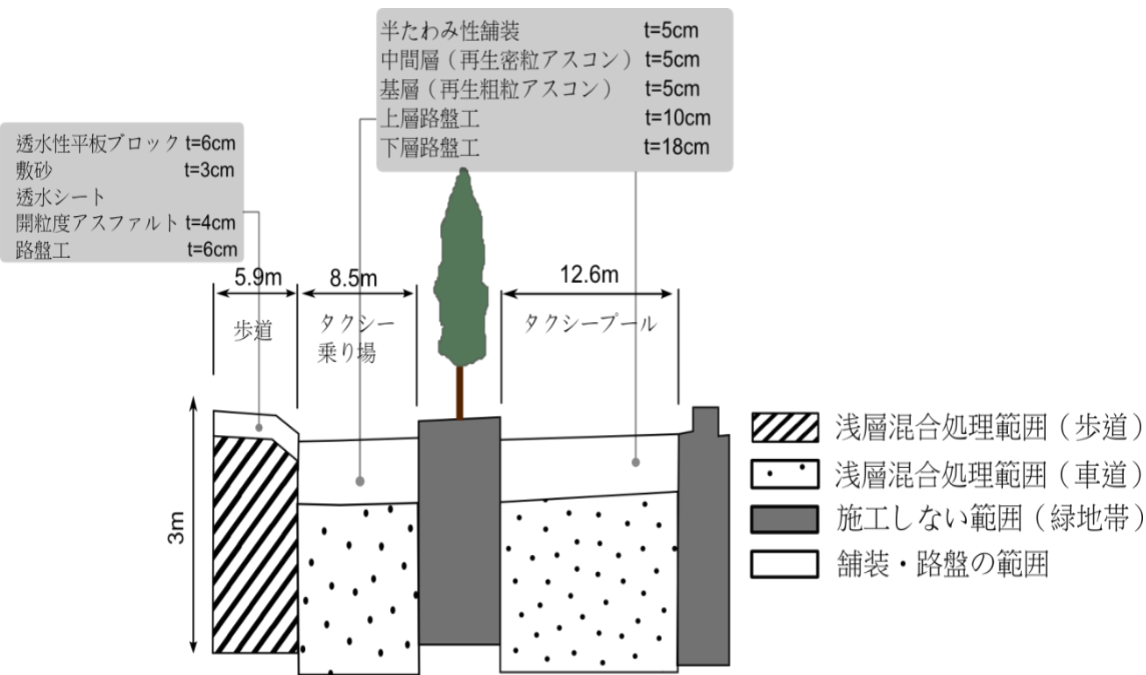 半たわみ性舗装 t=5cm
中間層（再生密粒アスコン） t=5cm
基層（再生粗粒アスコン） t=5cm
上層路盤工 t=10cm
下層路盤工 t=18cm
透水性平板ブロック t=6cm
敷砂 t=3cm
透水シート
開粒度アスファルト t=4cm
路盤工 t=6cm
5.9m
8.5m
12.6m
歩道
タクシー
乗り場
タクシープール
3m
浅層混合処理範囲（歩道）
浅層混合処理範囲（車道）
施工しない範囲（緑地帯）
舗装・路盤の範囲